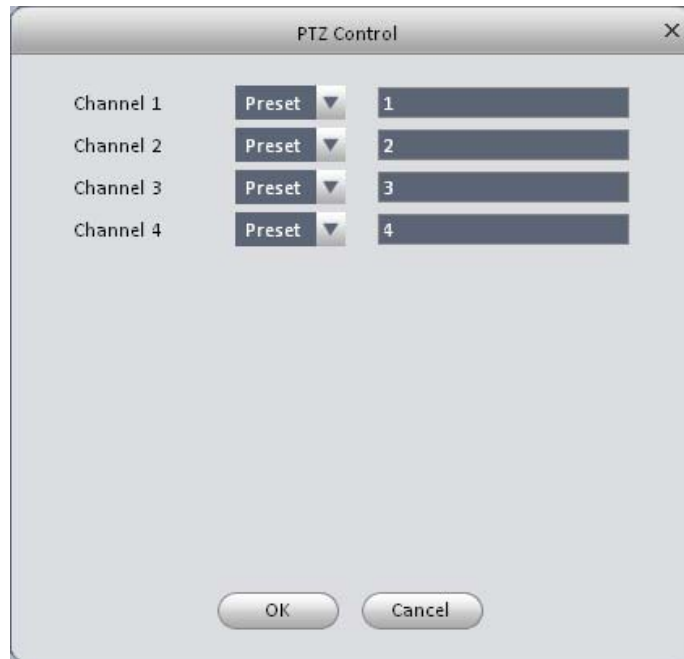 PTZ Control
Channel 1 Preset 1
Channel 2 Preset 2
Channel 3 Preset 3
Channel 4 Preset 4
OK Cancel